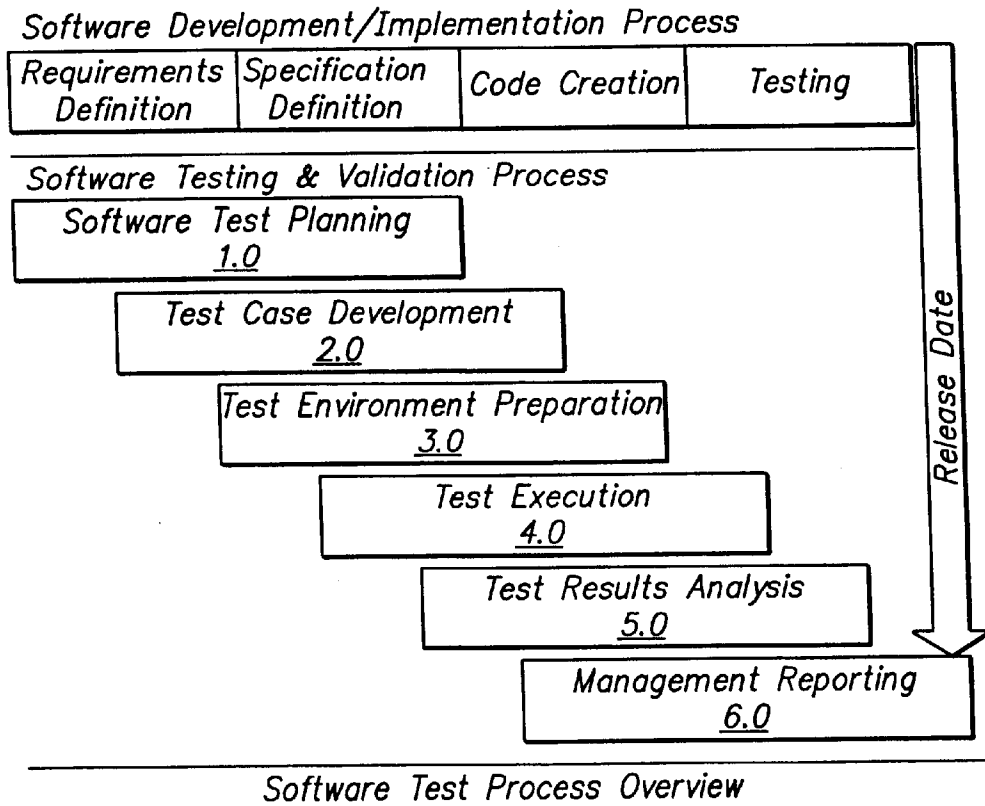 Software Development/Implementation Process
Requirements Definition
Specification Definition
Code Creation
Testing
Software Testing & Validation Process
Software Test Planning
1.0
Test Case Development
2.0
Test Environment Preparation
3.0
Test Execution
4.0
Test Results Analysis
5.0
Management Reporting
6.0
Release Date
Software Test Process Overview